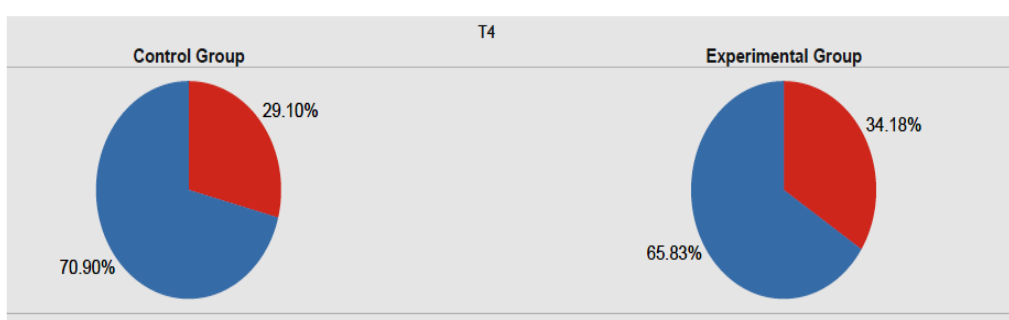 T4
Control Group
Experimental Group
29.10%
70.90%
34.18%
65.83%